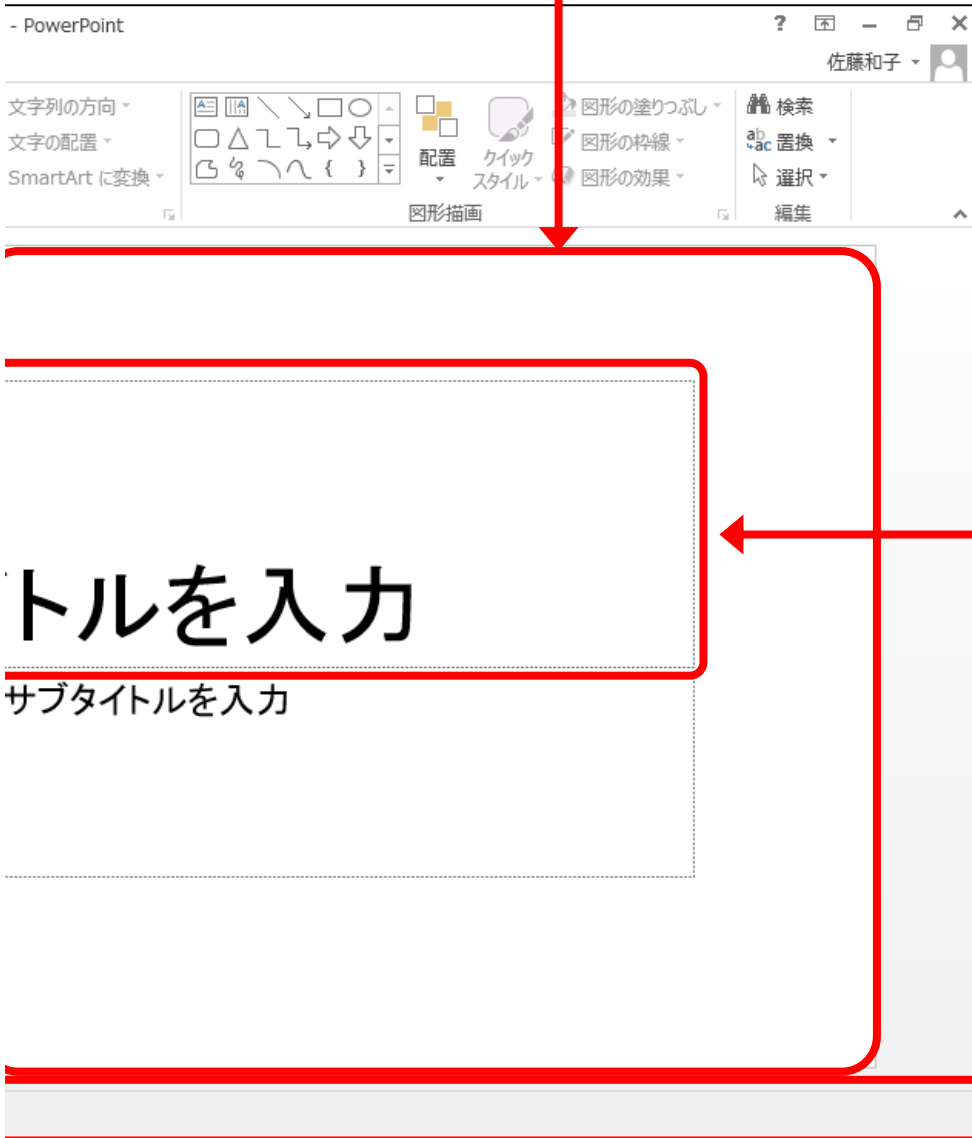 - PowerPoint
佐藤和子
文字列の方向
文字の配置
SmartArt に変換
配置
クイック
スタイル
図形の塗りつぶし
図形の枠線
図形の効果
図形描画
検索
置換
選択
編集
トルを入力
サブタイトルを入力